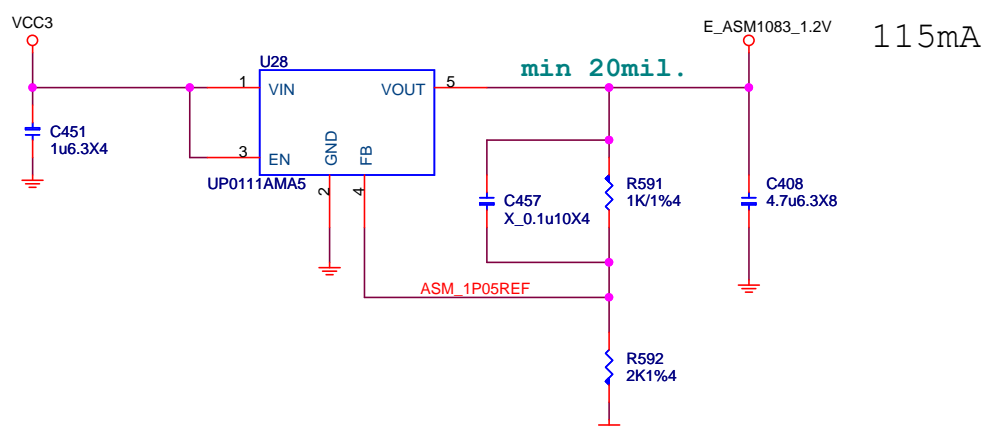 VCC3
E_ASM1083_1.2V
115mA
U28
min 20mil.
1
VIN
VOUT
5
C451
1u6.3X4
3
EN
GND
FB
UP0111AMA5
2
4
C457
X_0.1u10X4
R591
1K/1%4
C408
4.7u6.3X8
ASM_1P05REF
R592
2K1%4